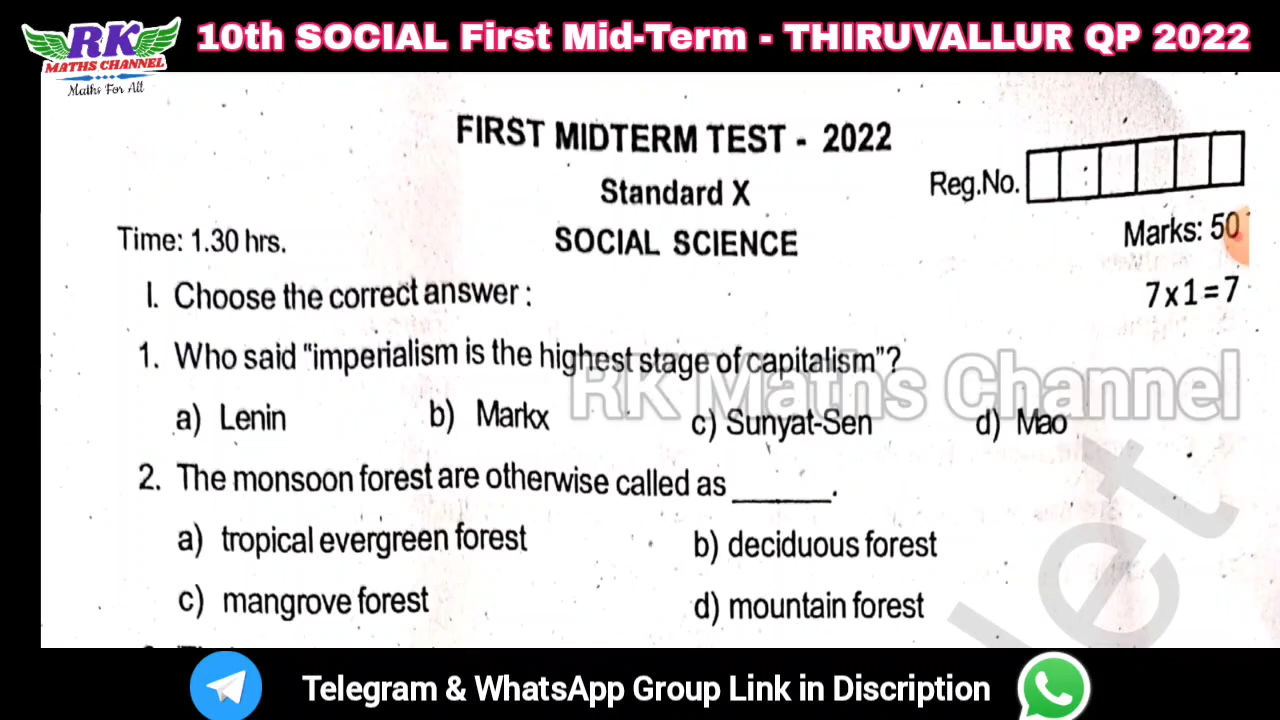 RK
MATHS CHANNEL
Maths For All
10th SOCIAL First Mid-Term - THIRUVALLUR QP 2022
FIRST MIDTERM TEST - 2022
Standard X
Reg.No.
Time: 1.30 hrs.
SOCIAL SCIENCE
Marks: 50
I. Choose the correct answer :
7x1=7
1. Who said "imperialism is the highest stage of capitalism"?
RK Maths Channel
a) Lenin b) Markx c) Sunyat-Sen d) Mao
2. The monsoon forest are otherwise called as ______.
a) tropical evergreen forest b) deciduous forest
c) mangrove forest d) mountain forest
Telegram & WhatsApp Group Link in Discription